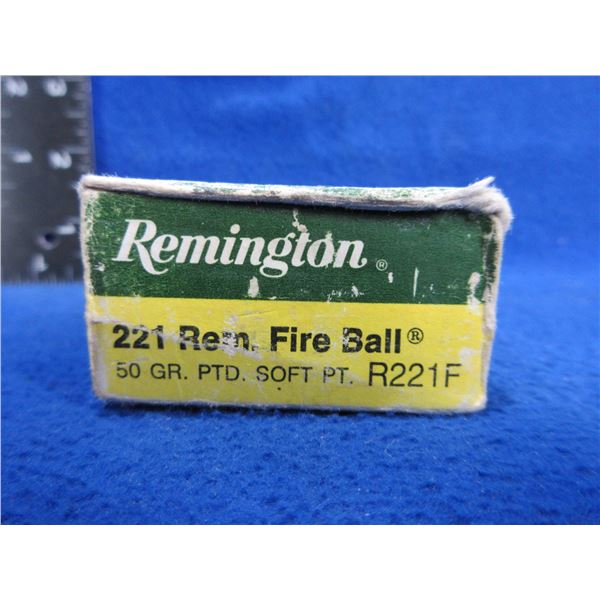 Remington®
221 Rem. Fire Ball®
50 GR. PTD. SOFT PT. R221F